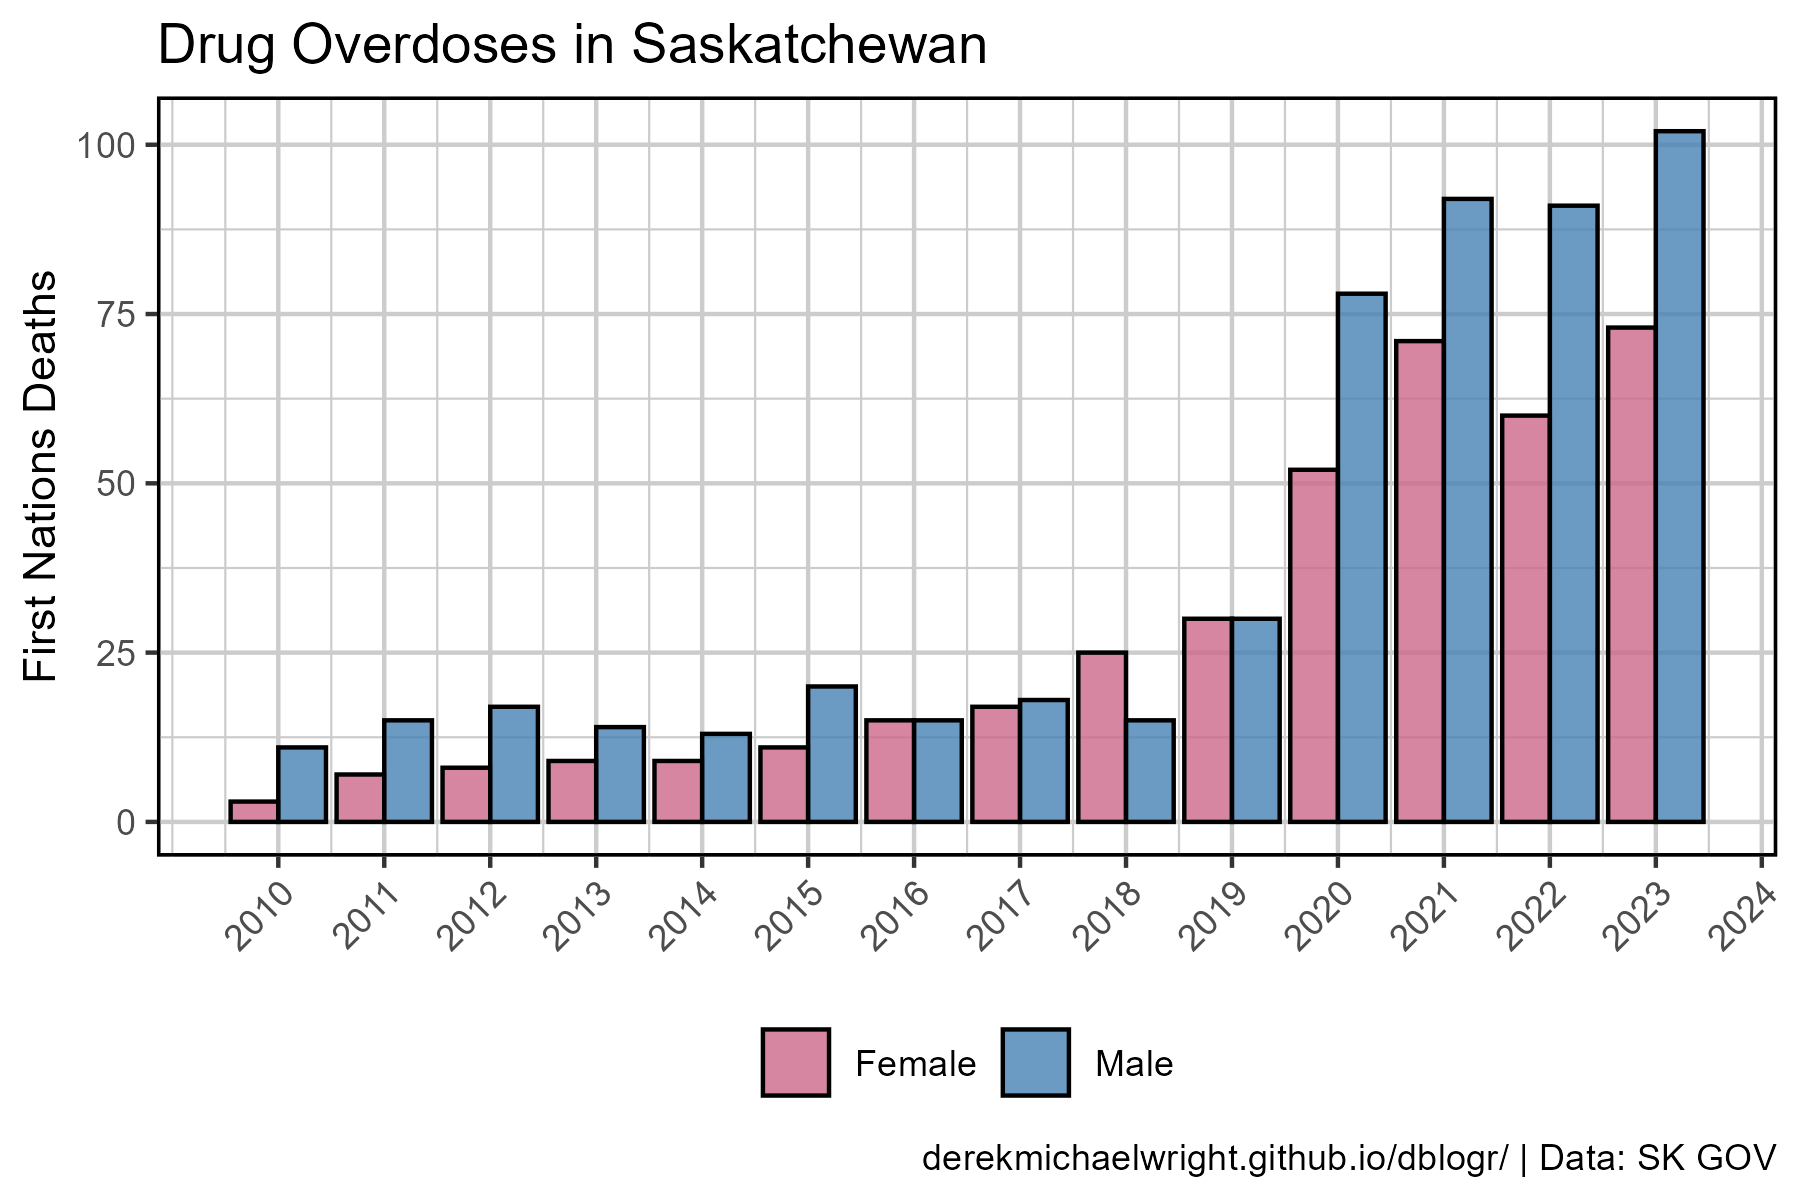 Drug Overdoses in Saskatchewan
First Nations Deaths
100
75
50
25
0
2010 2011 2012 2013 2014 2015 2016 2017 2018 2019 2020 2021 2022 2023 2024
Female Male
derekmichaelwright.github.io/dblogr/ | Data: SK GOV